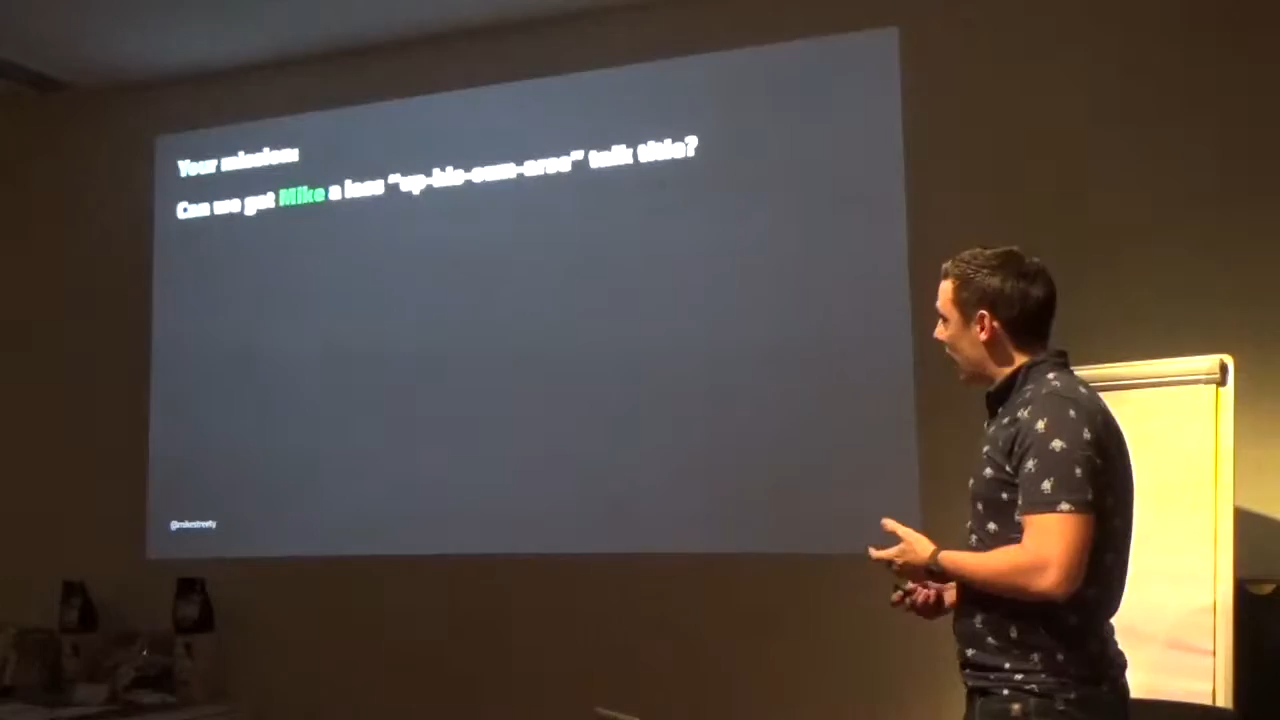 Your mission:
Can we get Mike a less “up-his-own-arse” talk title?
@mikestreety